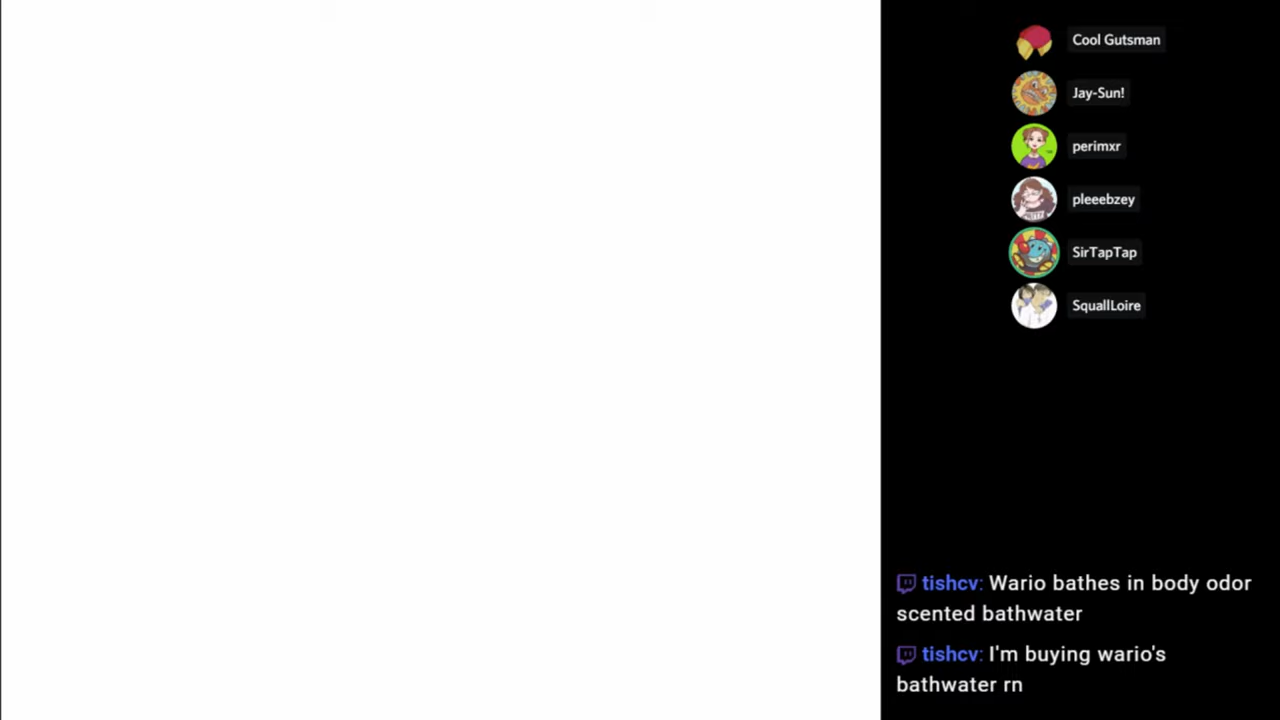 Cool Gutsman
Jay-Sun!
perimxr
pleeebzey
SirTapTap
SquallLoire
tishcv: Wario bathes in body odor
scented bathwater
tishcv: I'm buying wario's
bathwater rn